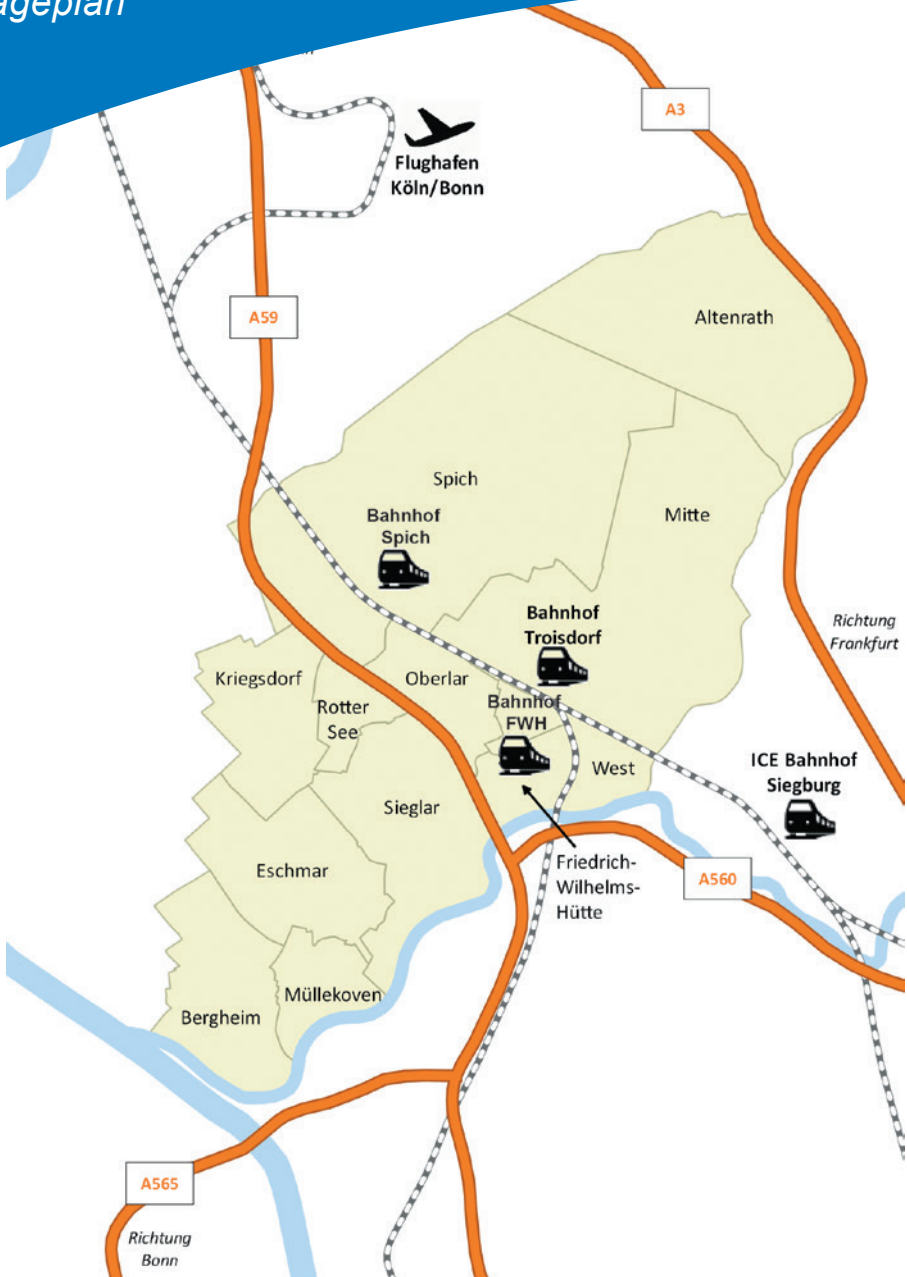 ageplan
A3
Flughafen
Köln/Bonn
A59
Altenrath
Spich
Mitte
Bahnhof
Spich
Bahnhof
Troisdorf
Richtung
Frankfurt
Kriegsdorf
Oberlar
Rotter
See
Bahnhof
FWH
West
ICE Bahnhof
Siegburg
Sieglar
Eschmar
Friedrich-
Wilhelms-
Hütte
A560
Müllekoven
Bergheim
A565
Richtung
Bonn